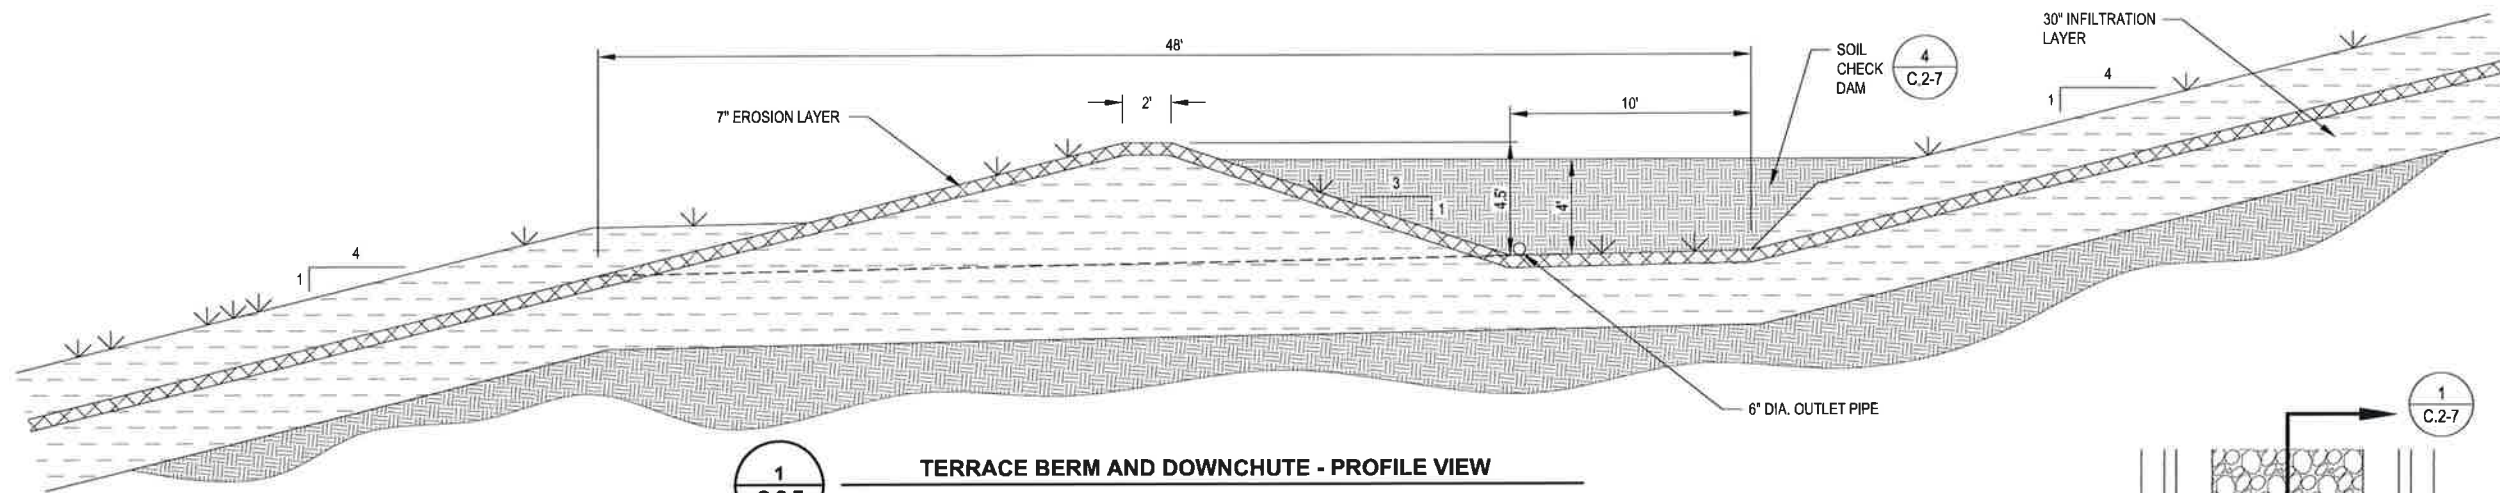 30" INFILTRATION
LAYER
48'
SOIL
CHECK
DAM
4
C.2-7
4
1
2'
10'
7" EROSION LAYER
3
1
4.5'
4'
4
1
6" DIA. OUTLET PIPE
1
C.2-7
1
TERRACE BERM AND DOWNCHUTE - PROFILE VIEW